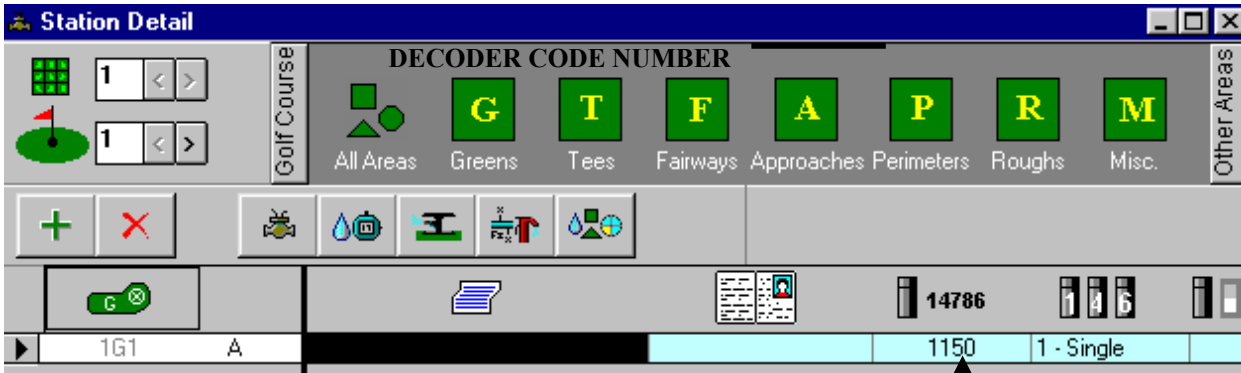 Station Detail
DECODER CODE NUMBER
1 < >
1 < >
Golf Course
G T F A P R M
All Areas Greens Tees Fairways Approaches Perimeters Roughs Misc.
Other Areas
G 14786 1 4 6
1G1 A 1150 1 - Single